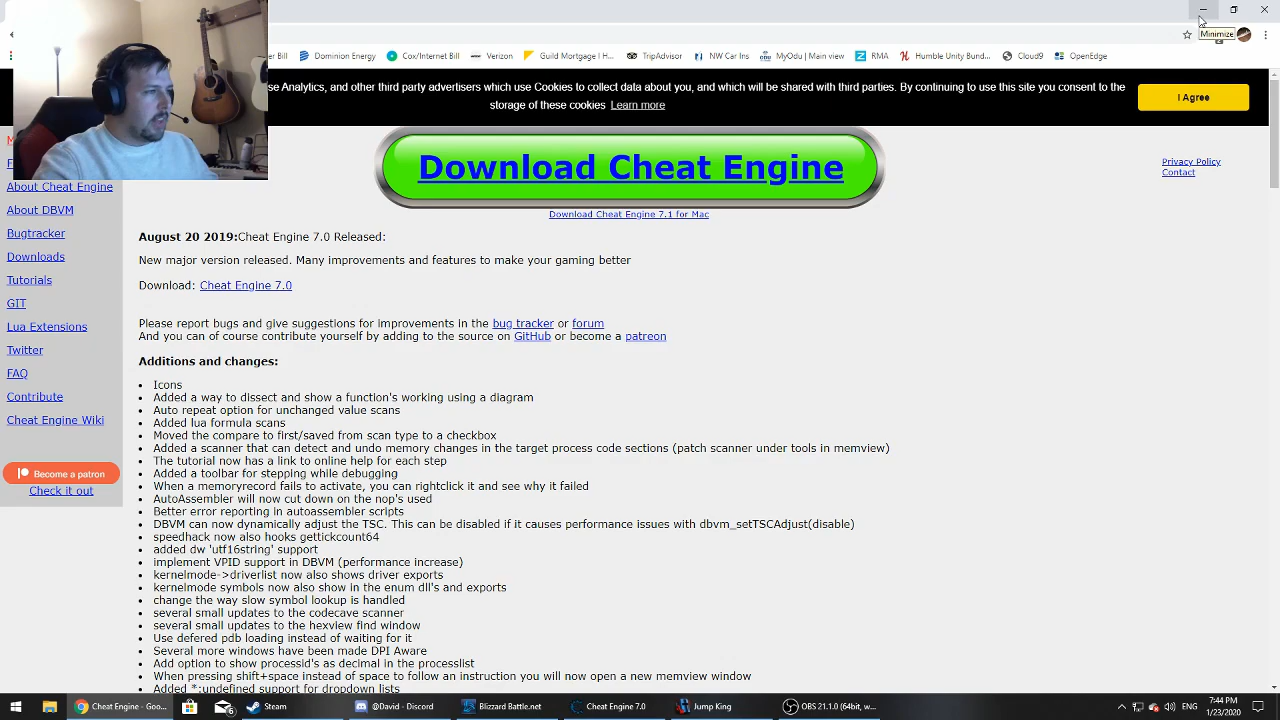 Minimize
er Bill Dominion Energy Cox/Internet Bill Verizon Guild Mortgage l H... TripAdvisor NW Car Ins MyOdu | NW Dom RMA Humble Unity Bund... Cloud9 OpenEdge
se Analytics, and other third party advertisers which use Cookies to collect data about you, and which will be shared with third parties. By continuing to use this site you consent to the
storage of these cookies Learn more
I Agree
Download Cheat Engine
Privacy Policy
Contact
Download Cheat Engine 7.1 for Mac
About Cheat Engine
About DBVM
Bugtracker
Downloads
Tutorials
GIT
Lua Extensions
Twitter
FAQ
Contribute
Cheat Engine Wiki
Become a patron
Check it out
August 20 2019:Cheat Engine 7.0 Released:
New major version released. Many improvements and features to make your gaming better
Download: Cheat Engine 7.0
Please report bugs and give suggestions for improvements in the bug tracker or forum
And you can of course contribute yourself by adding to the source on GitHub or become a patreon
Additions and changes:
Icons
Added a way to dissect and show a function's working using a diagram
Auto repeat option for unchanged value scans
Added lua formula scans
Moved the compare to first/saved from scan type to a checkbox
Added a scanner that can detect and undo memory changes in the target process code sections (patch scanner under tools in memview)
The tutorial now has a link to online help for each step
Added a toolbar for stepping while debugging
When a memoryrecord fails to activate, you can rightclick it and see why it failed
AutoAssembler will now cut down on the nop's used
Better error reporting in autoassembler scripts
DBVM can now dynamically adjust the TSC. This can be disabled if it causes performance issues with dbvm_setTSCAdjust(disable)
speedhack now also hooks gettickcount64
added dw 'utf16string' support
implement VPID support in DBVM (performance increase)
kernelmode->driverlist now also shows driver exports
kernelmode symbols now also show in the enum dll's and exports
change the way slow symbol lookup is handled
several small updates to the codecave scanner
several small updates to the hexview find window
Use defered pdb loading instead of waiting for it
Several more windows have been made DPI Aware
Add option to show processid's as decimal in the processlist
When pressing shift+space instead of space to follow an instruction you will now open a new memview window
Added *:undefined support for dropdown lists
Cheat Engine - Goo... 6 Steam @David - Discord Blizzard Battle.net Cheat Engine 7.0 Jump King OBS 21.1.0 (64bit, w...
7:44 PM
1/23/2020